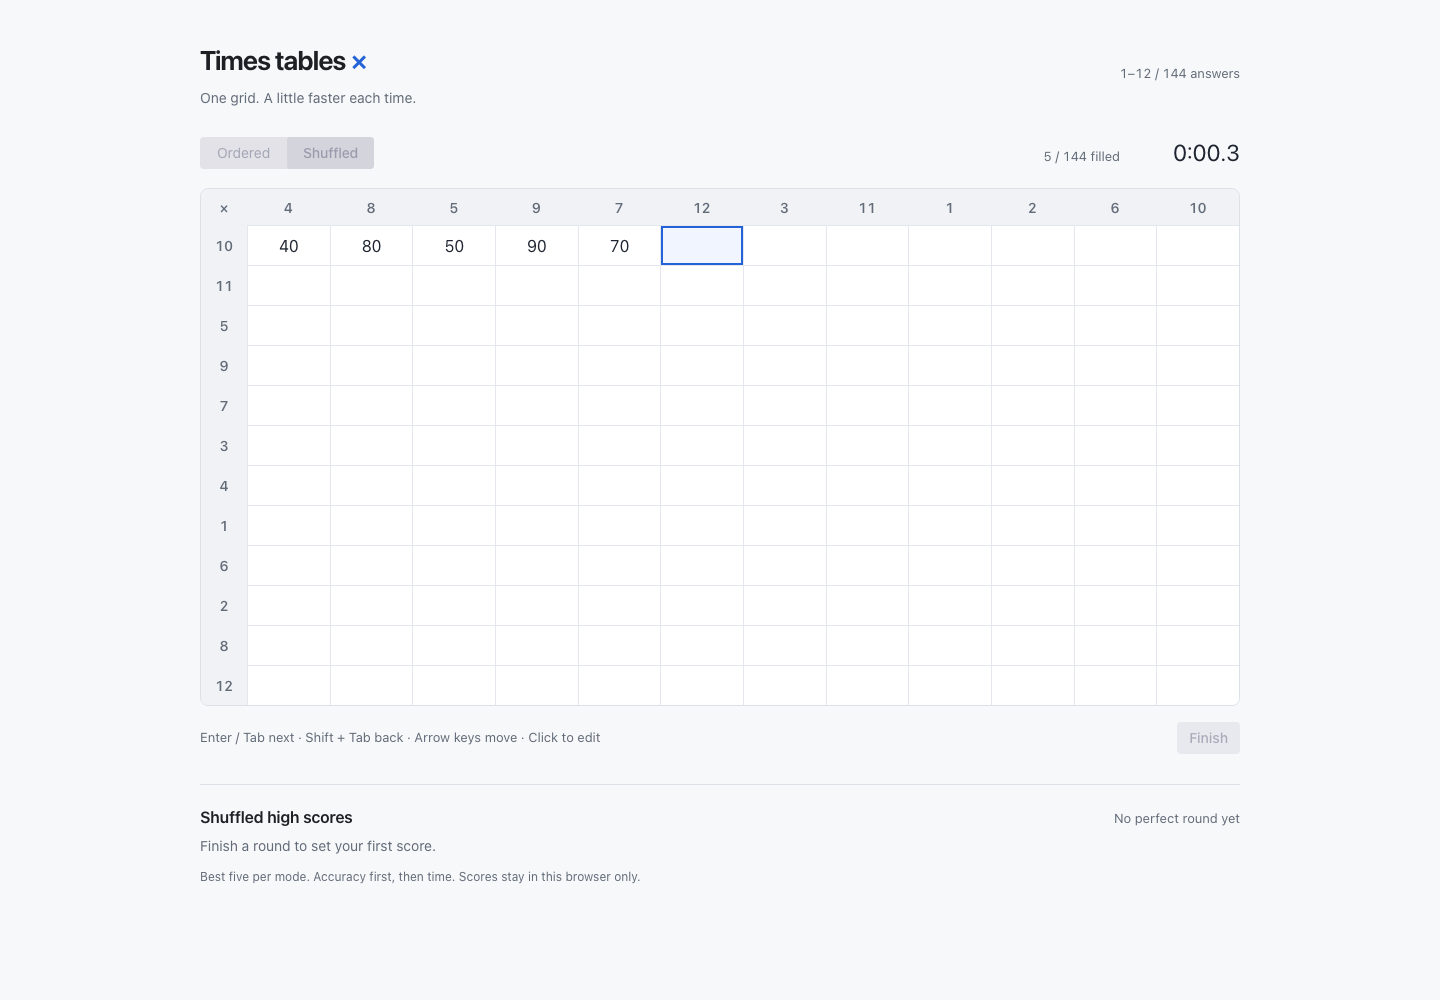 Times tables ×
1–12 / 144 answers
One grid. A little faster each time.
Ordered Shuffled 5 / 144 filled 0:00.3
× 4 8 5 9 7 12 3 11 1 2 6 10
10 40 80 50 90 70
11
5
9
7
3
4
1
6
2
8
12
Enter / Tab next · Shift + Tab back · Arrow keys move · Click to edit Finish
Shuffled high scores No perfect round yet
Finish a round to set your first score.
Best five per mode. Accuracy first, then time. Scores stay in this browser only.